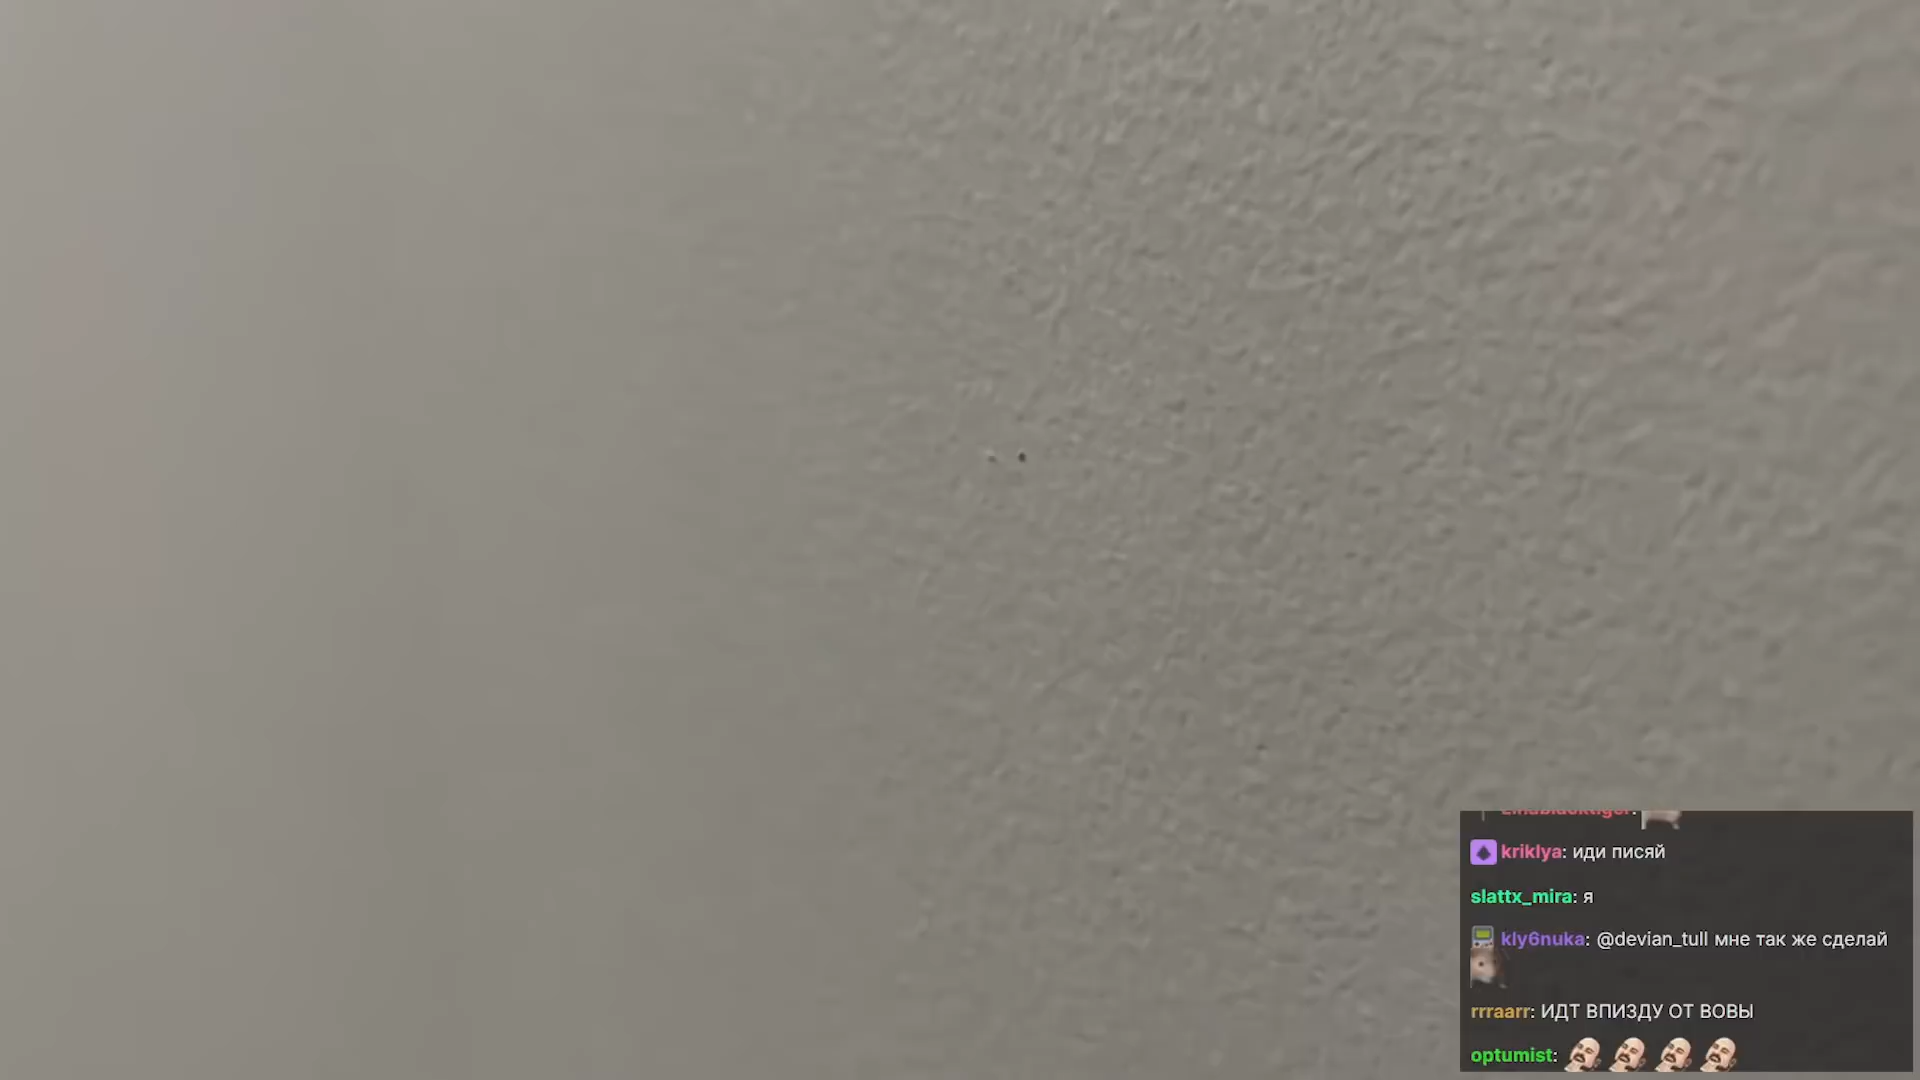 kriklya: иди писяй
slattx_mira: я
kly6nuka: @devian_tull мне так же сделай
rrraarr: ИДТ ВПИЗДУ ОТ ВОВЫ
optumist: